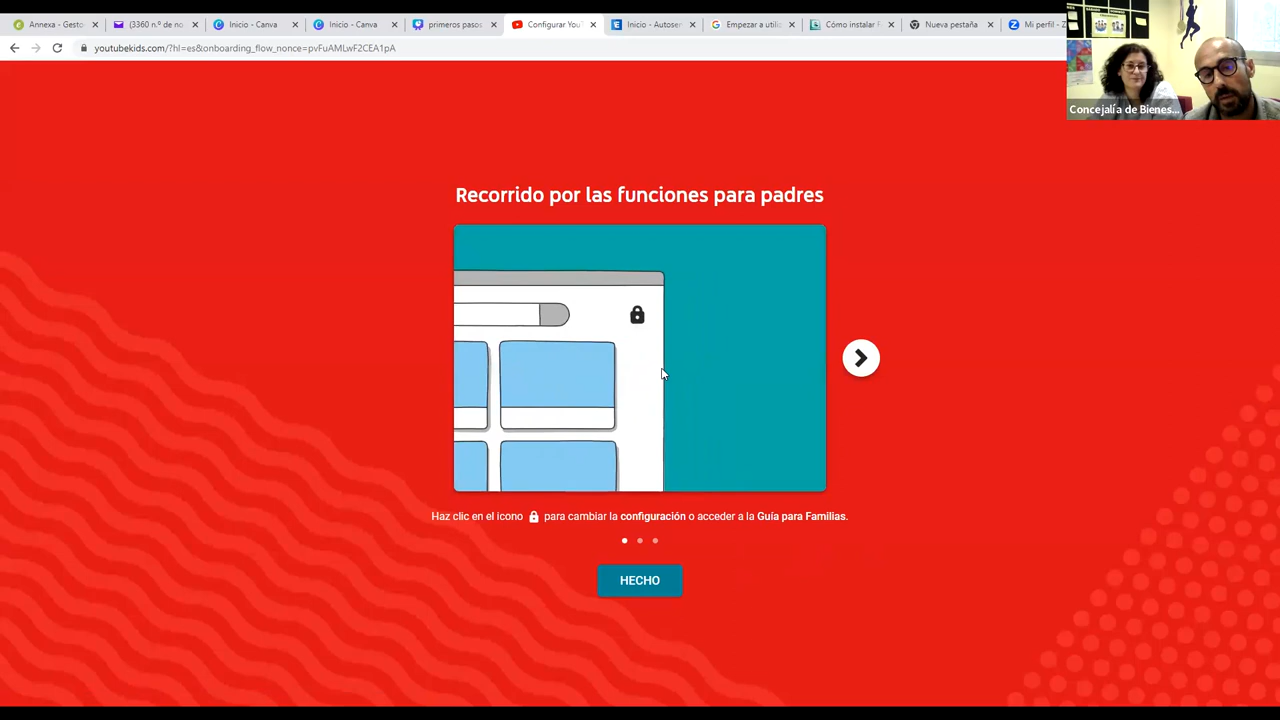 Annexa - Gesto
(3360 n.º de no
Inicio - Canva
Inicio - Canva
primeros pasos
Configurar You
Inicio - Autoser
Empezar a utiliz
Cómo instalar
Nueva pestaña
Mi perfil - Z
youtubekids.com/?hl=es&onboarding_flow_nonce=pvFuAMLwF2CEA1pA
Concejalía de Bienes...
Recorrido por las funciones para padres
Haz clic en el icono para cambiar la configuración o acceder a la Guía para Familias.
HECHO